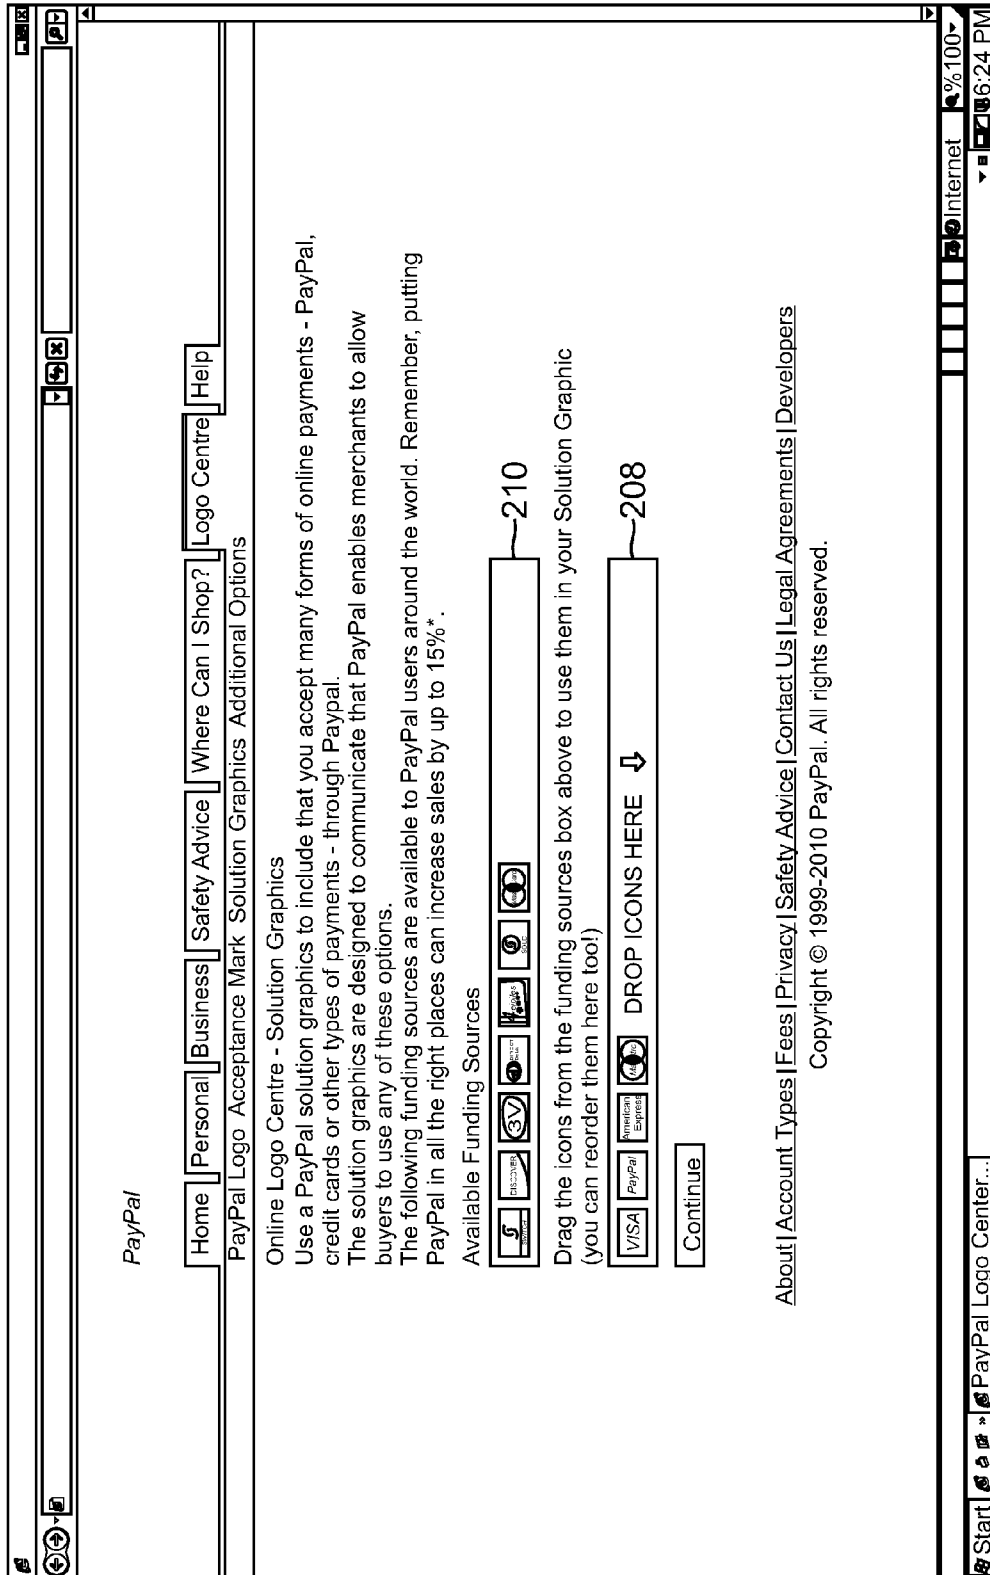 PayPal
Home Personal Business Safety Advice Where Can I Shop? Logo Centre Help
PayPal Logo Acceptance Mark Solution Graphics Additional Options
Online Logo Centre - Solution Graphics
Use a PayPal solution graphics to include that you accept many forms of online payments - PayPal,
credit cards or other types of payments - through Paypal.
The solution graphics are designed to communicate that PayPal enables merchants to allow
buyers to use any of these options.
The following funding sources are available to PayPal users around the world. Remember, putting
PayPal in all the right places can increase sales by up to 15%*.
Available Funding Sources
SWITCH DISCOVER 3V SOLO 210
Drag the icons from the funding sources box above to use them in your Solution Graphic
(you can reorder them here too!)
VISA PayPal American Express DROP ICONS HERE 208
Continue
About | Account Types | Fees | Privacy | Safety Advice | Contact Us | Legal Agreements | Developers
Copyright © 1999-2010 PayPal. All rights reserved.
Internet %100
Start » PayPal Logo Center... 6:24 PM